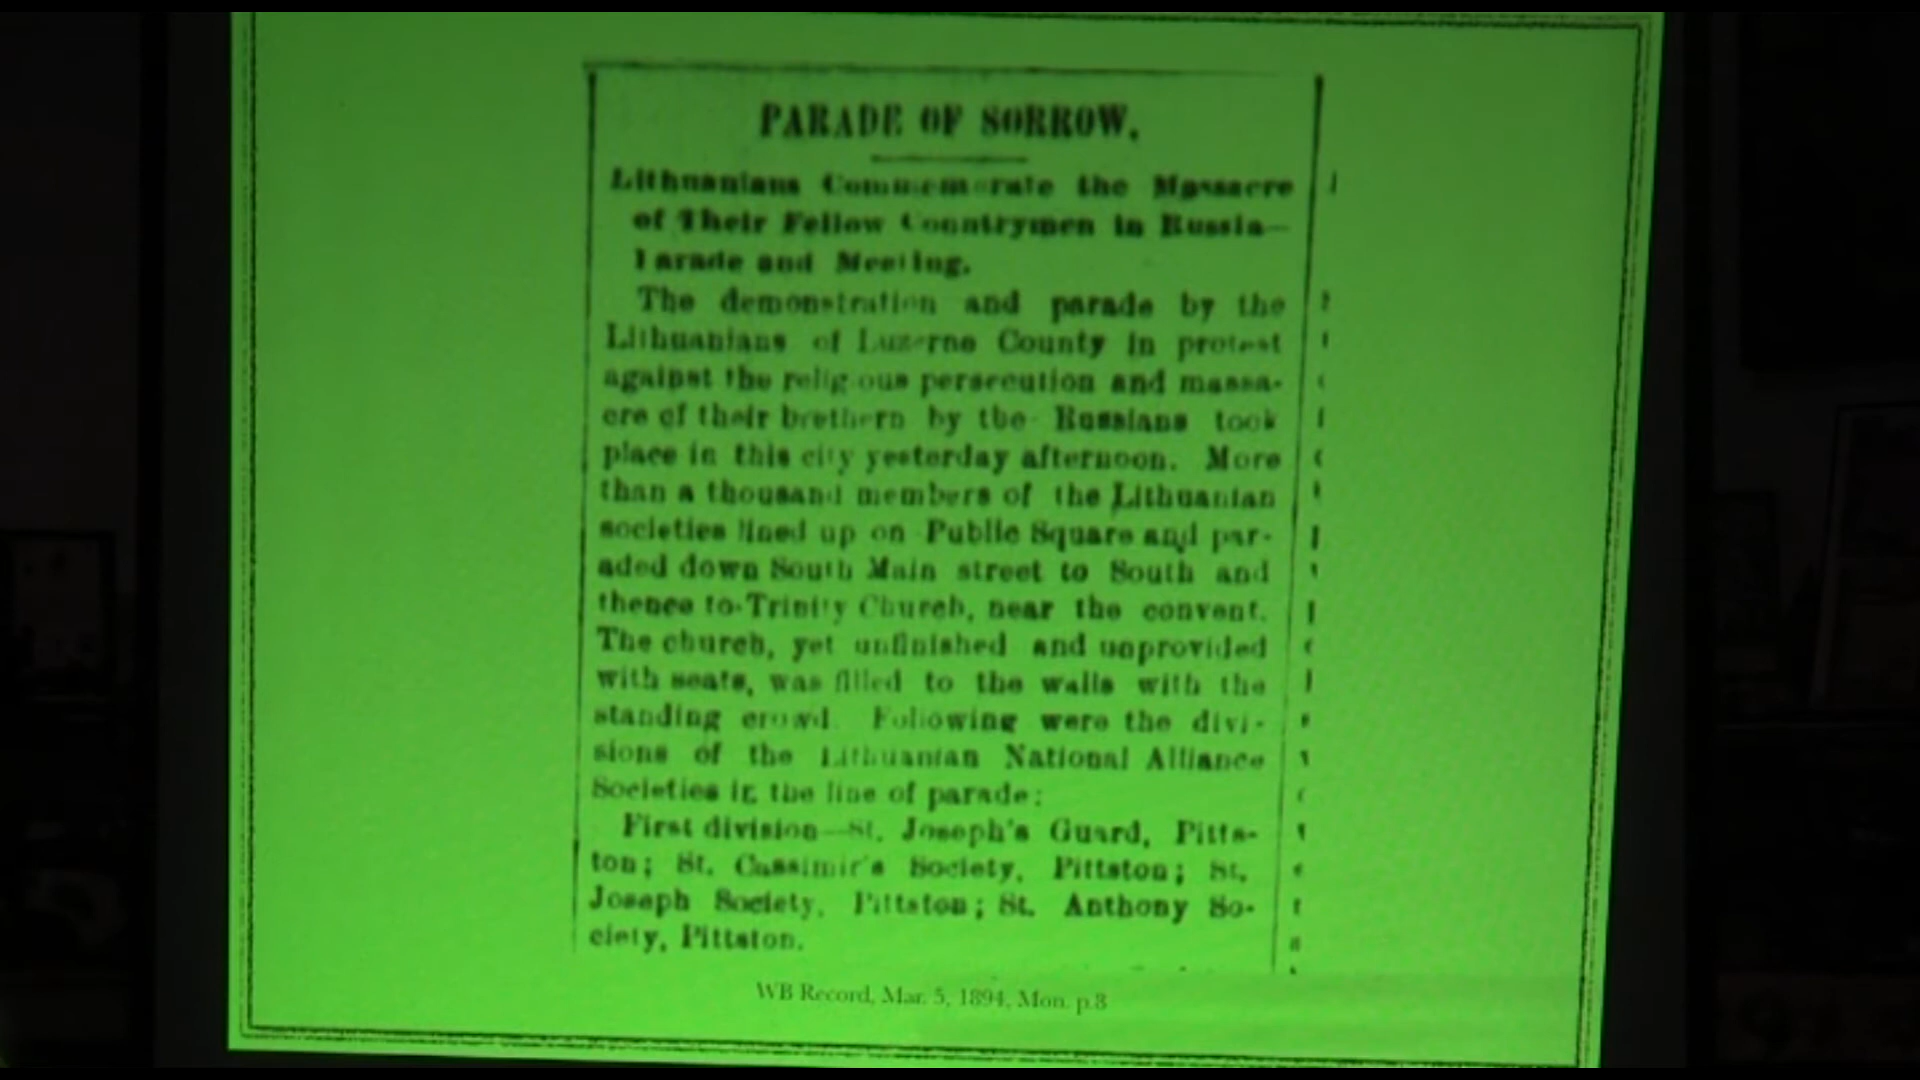 PARADE OF SORROW.
Lithuanians Commemorate the Massacre
of Their Fellow Countrymen in Russia—
Parade and Meeting.
The demonstration and parade by the
Lithuanians of Luzerne County in protest
against the religious persecution and massa-
cre of their brethern by the Russians took
place in this city yesterday afternoon. More
than a thousand members of the Lithuanian
societies lined up on Public Square and par-
aded down South Main street to South and
thence to Trinity Church, near the convent.
The church, yet unfinished and unprovided
with seats, was filled to the walls with the
standing crowd. Following were the divi-
sions of the Lithuanian National Alliance
Societies in the line of parade:
First division—St. Joseph's Guard, Pitts-
ton; St. Cassimir's Society, Pittston; St.
Joseph Society, Pittston; St. Anthony So-
ciety, Pittston.
WB Record, Mar. 5, 1894, Mon. p.8